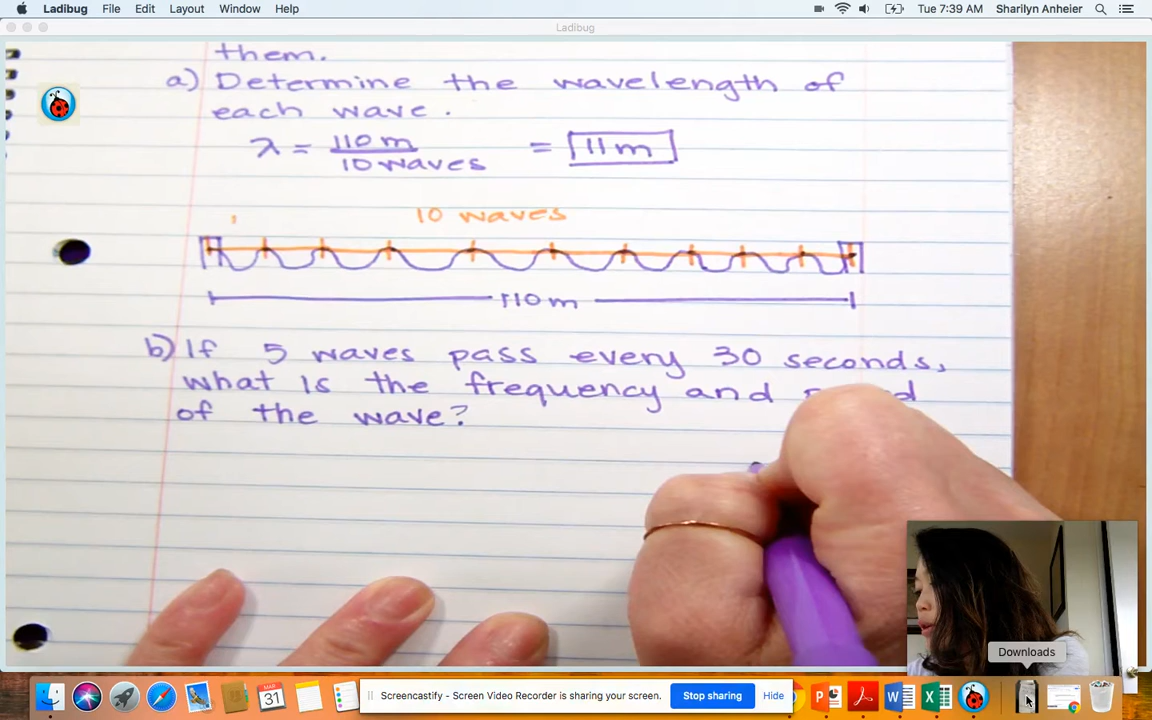 Ladibug File Edit Layout Window Help Tue 7:39 AM Sharilyn Anheier
Ladibug
them.
a) Determine the wavelength of
each wave.
λ = 110 m / 10 waves = 11 m
10 waves
110 m
b) If 5 waves pass every 30 seconds,
what is the frequency and
of the wave?
Downloads
MAR
31
Screencastify - Screen Video Recorder is sharing your screen. Stop sharing Hide
P W X